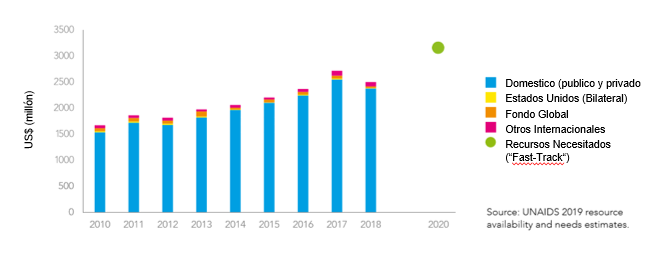 3500
3000
2500
2000
1500
1000
500
0
US$ (millón)
2010 2011 2012 2013 2014 2015 2016 2017 2018 2020
Domestico (publico y privado
Estados Unidos (Bilateral)
Fondo Global
Otros Internacionales
Recursos Necesitados
("Fast-Track")
Source: UNAIDS 2019 resource
availability and needs estimates.